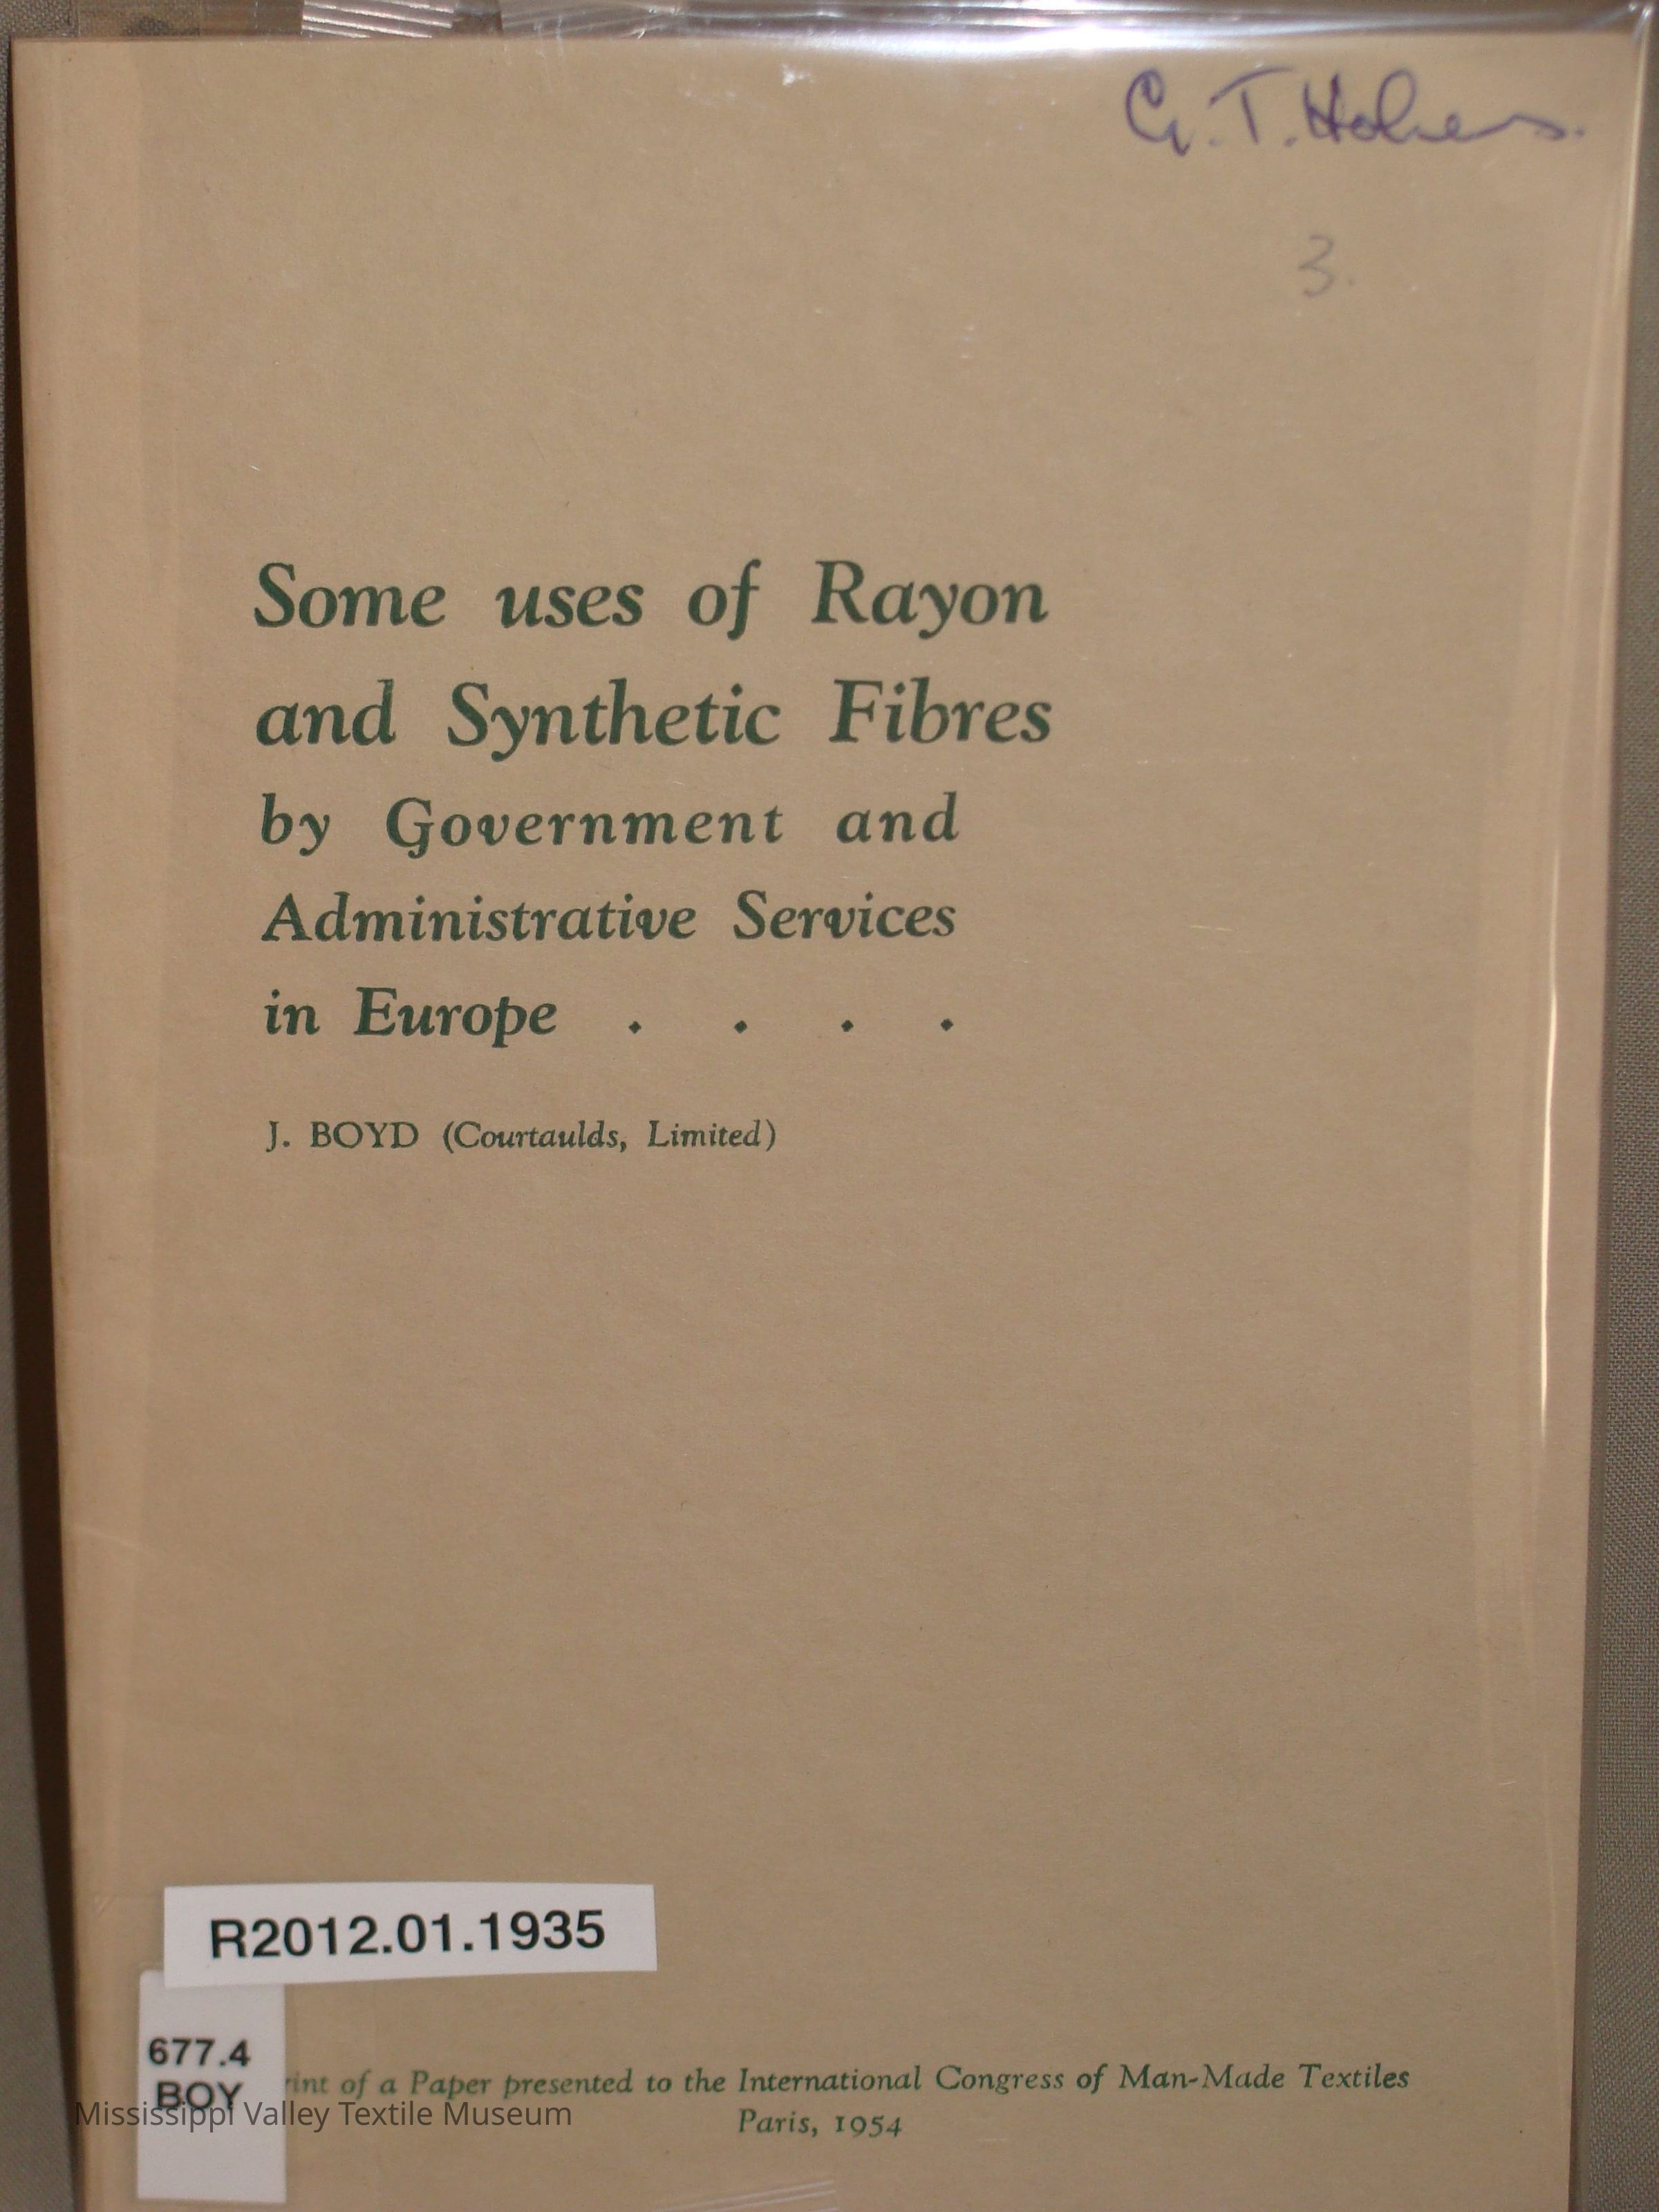 G. T. Holmes.
3.
Some uses of Rayon
and Synthetic Fibres
by Government and
Administrative Services
in Europe . . . .
J. BOYD (Courtaulds, Limited)
R2012.01.1935
677.4
BOY
rint of a Paper presented to the International Congress of Man-Made Textiles
Paris, 1954
Mississippi Valley Textile Museum